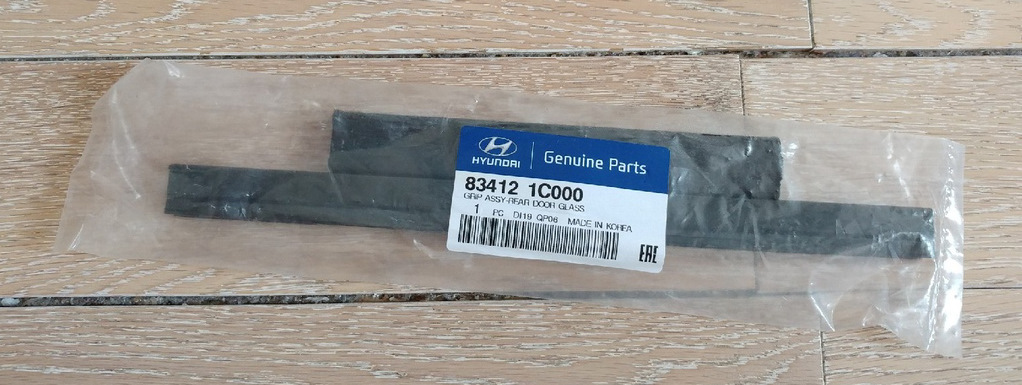 HYUNDAI
Genuine Parts
83412 1C000
GRIP ASSY-REAR DOOR GLASS
1 PC DI19 QP06 MADE IN KOREA
EAC